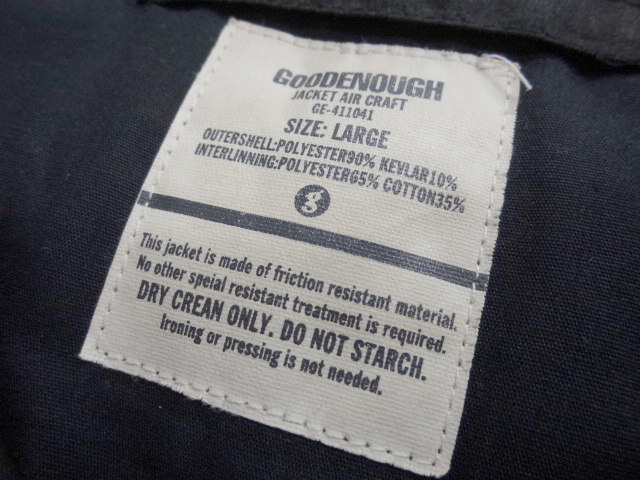 GOODENOUGH
JACKET AIR CRAFT
GE-411041
SIZE: LARGE
OUTERSHELL:POLYESTER90% KEVLAR10%
INTERLINNING:POLYESTER65% COTTON35%
g
This jacket is made of friction resistant material.
No other speial resistant treatment is required.
DRY CREAN ONLY. DO NOT STARCH.
Ironing or pressing is not needed.